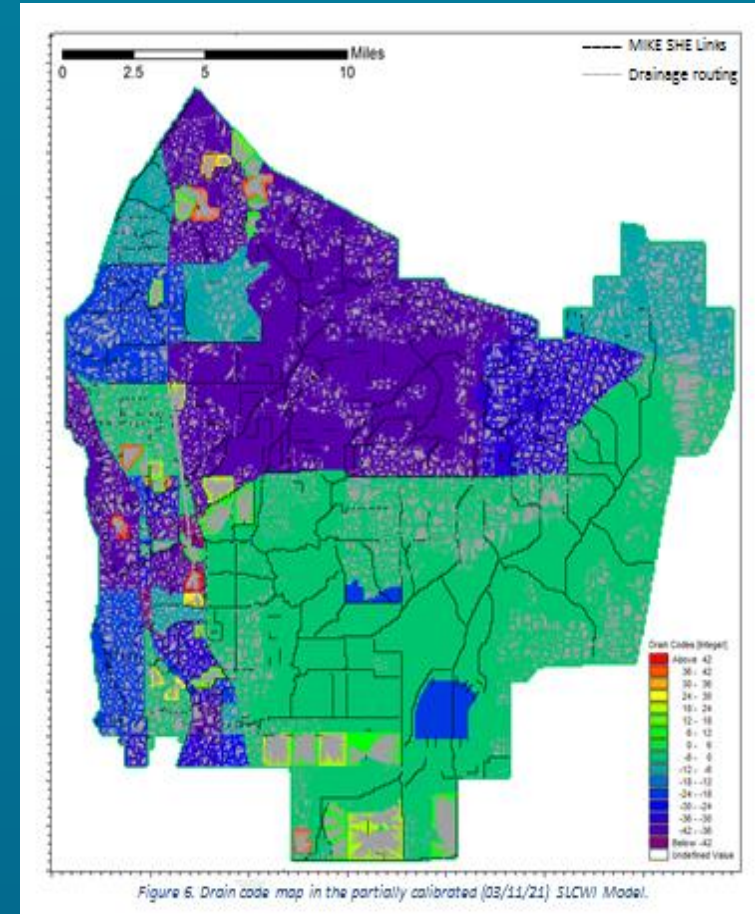 Miles
0 2.5 5 10
MIKE SHE Links
Drainage routing
Drain Codes [Integer]
Above 42
36 - 42
30 - 36
24 - 30
18 - 24
12 - 18
6 - 12
0 - 6
-6 - 0
-12 - -6
-18 - -12
-24 - -18
-30 - -24
-36 - -30
-42 - -36
Below -42
Undefined Value
Figure 6. Drain code map in the partially calibrated (03/11/21) SLCWI Model.